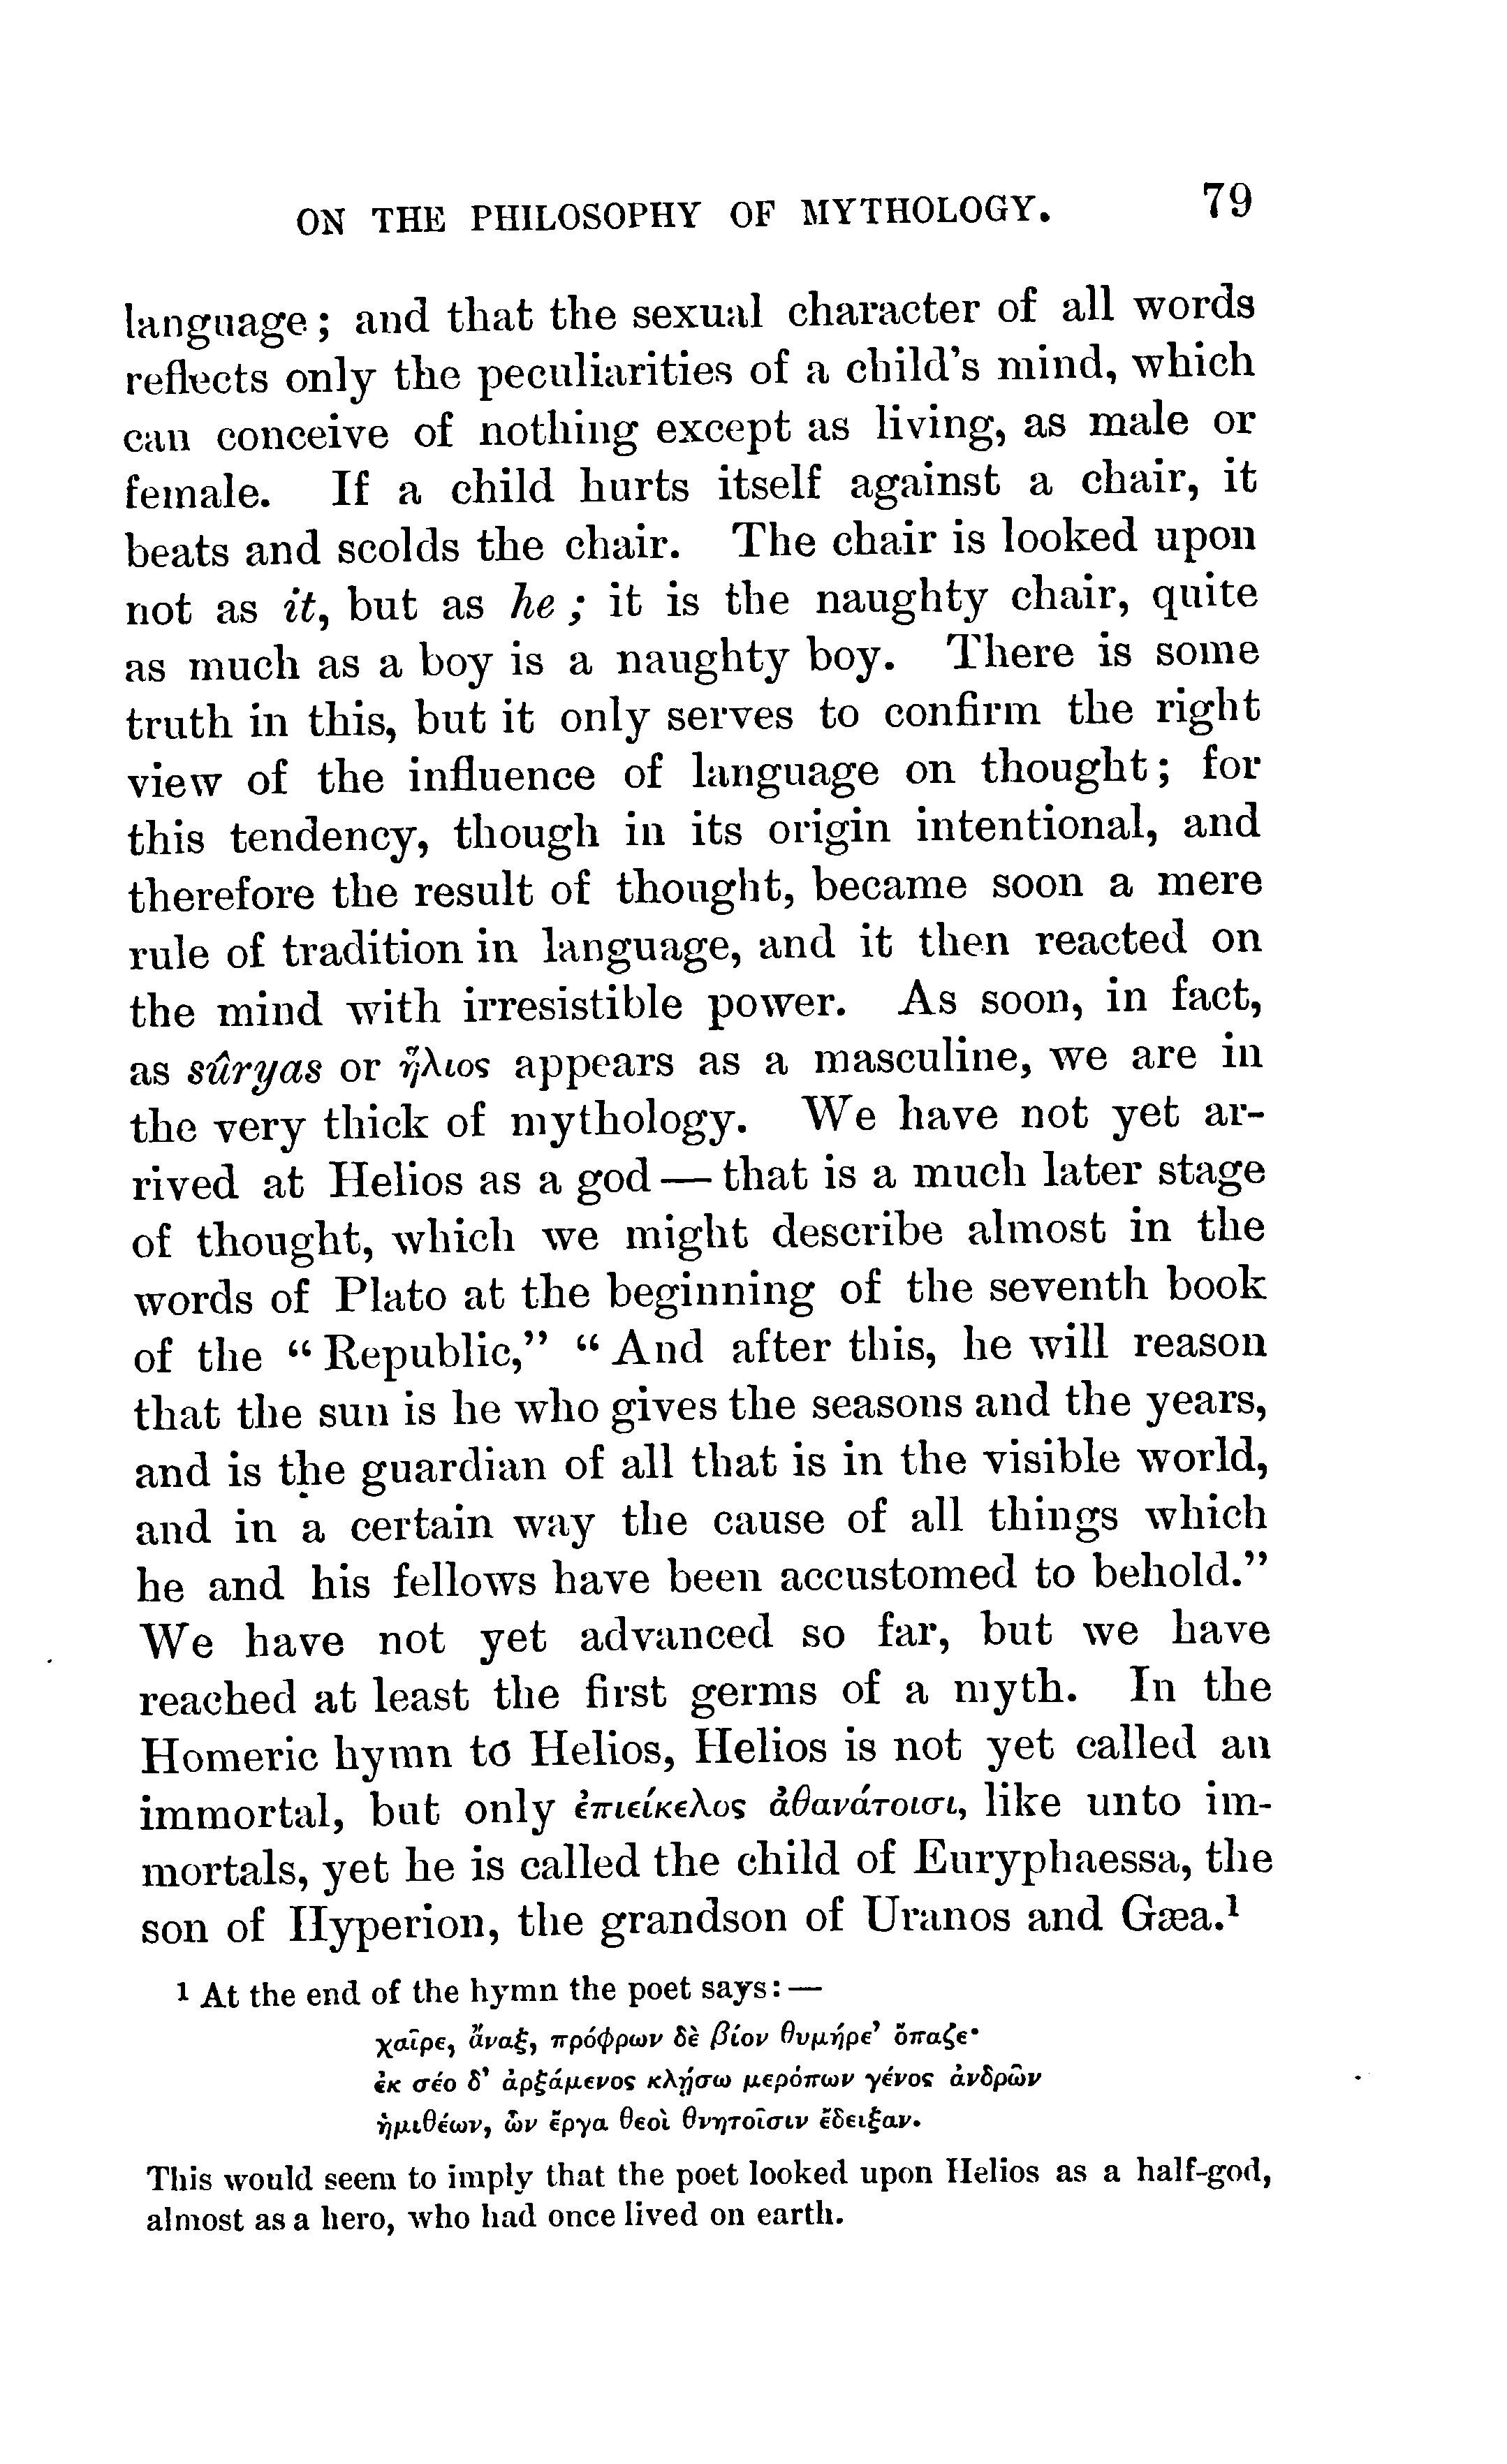 ON THE PHILOSOPHY OF MYTHOLOGY. 79
language; and that the sexual character of all words
reflects only the peculiarities of a child's mind, which
can conceive of nothing except as living, as male or
female. If a child hurts itself against a chair, it
beats and scolds the chair. The chair is looked upon
not as it, but as he; it is the naughty chair, quite
as much as a boy is a naughty boy. There is some
truth in this, but it only serves to confirm the right
view of the influence of language on thought; for
this tendency, though in its origin intentional, and
therefore the result of thought, became soon a mere
rule of tradition in language, and it then reacted on
the mind with irresistible power. As soon, in fact,
as sûryas or ἥλιος appears as a masculine, we are in
the very thick of mythology. We have not yet ar-
rived at Helios as a god — that is a much later stage
of thought, which we might describe almost in the
words of Plato at the beginning of the seventh book
of the “Republic,” “And after this, he will reason
that the sun is he who gives the seasons and the years,
and is the guardian of all that is in the visible world,
and in a certain way the cause of all things which
he and his fellows have been accustomed to behold.”
We have not yet advanced so far, but we have
reached at least the first germs of a myth. In the
Homeric hymn to Helios, Helios is not yet called an
immortal, but only ἐπιείκελος ἀθανάτοισι, like unto im-
mortals, yet he is called the child of Euryphaessa, the
son of Hyperion, the grandson of Uranos and Gæa.¹
¹ At the end of the hymn the poet says: —
χαῖρε, ἄναξ, πρόφρων δὲ βίον θυμήρε’ ὄπαζε·
ἐκ σέο δ’ ἀρξάμενος κλῄσω μερόπων γένος ἀνδρῶν
ἡμιθέων, ὧν ἔργα θεοὶ θνητοῖσιν ἔδειξαν.
This would seem to imply that the poet looked upon Helios as a half-god,
almost as a hero, who had once lived on earth.